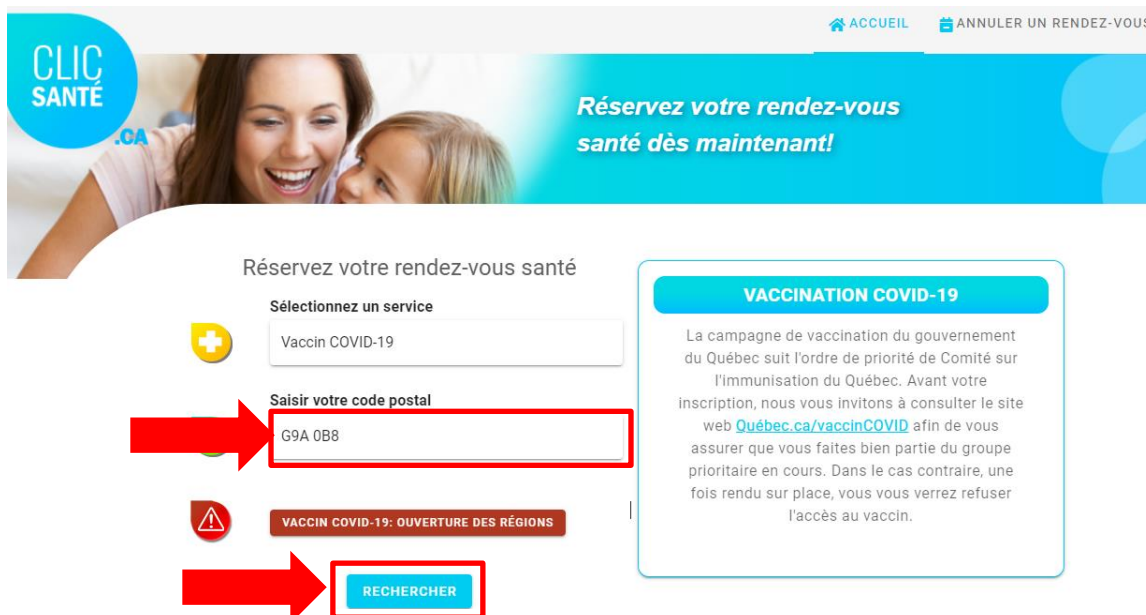 ACCUEIL
ANNULER UN RENDEZ-VOUS
CLIC
SANTÉ
.CA
Réservez votre rendez-vous
santé dès maintenant!
Réservez votre rendez-vous santé
Sélectionnez un service
Vaccin COVID-19
Saisir votre code postal
G9A 0B8
VACCIN COVID-19: OUVERTURE DES RÉGIONS
RECHERCHER
VACCINATION COVID-19
La campagne de vaccination du gouvernement
du Québec suit l'ordre de priorité de Comité sur
l'immunisation du Québec. Avant votre
inscription, nous vous invitons à consulter le site
web Québec.ca/vaccinCOVID afin de vous
assurer que vous faites bien partie du groupe
prioritaire en cours. Dans le cas contraire, une
fois rendu sur place, vous vous verrez refuser
l'accès au vaccin.